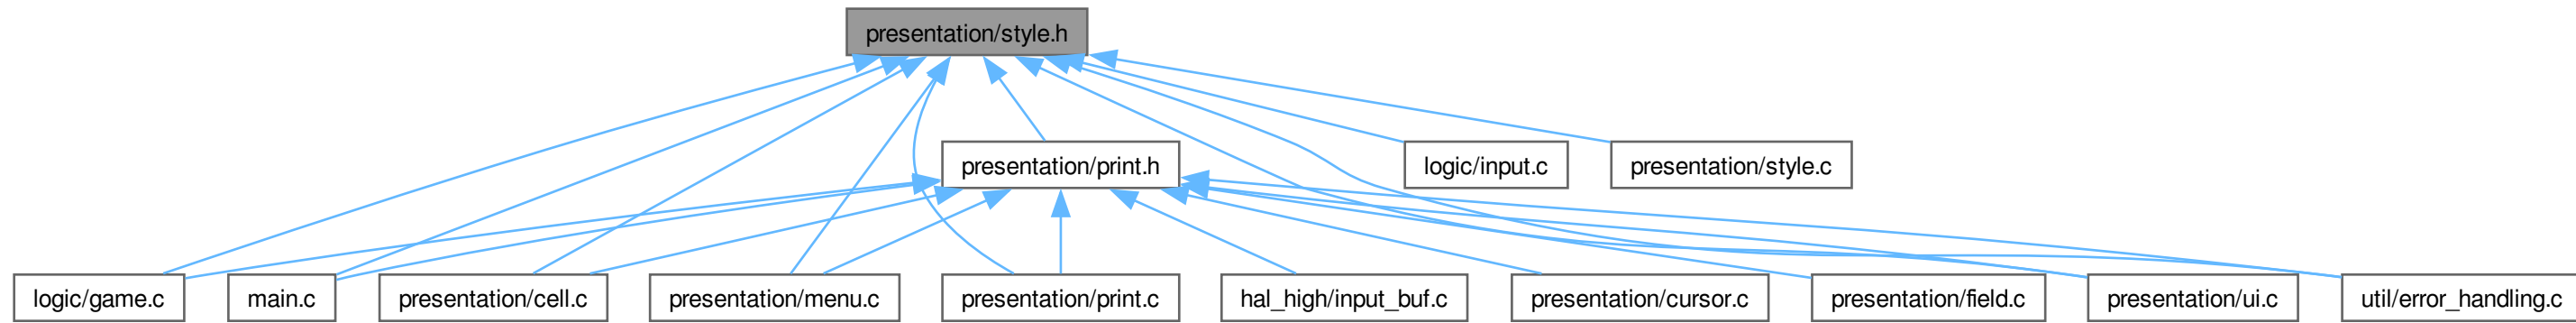 presentation/style.h
presentation/print.h
logic/input.c
presentation/style.c
logic/game.c
main.c
presentation/cell.c
presentation/menu.c
presentation/print.c
hal_high/input_buf.c
presentation/cursor.c
presentation/field.c
presentation/ui.c
util/error_handling.c